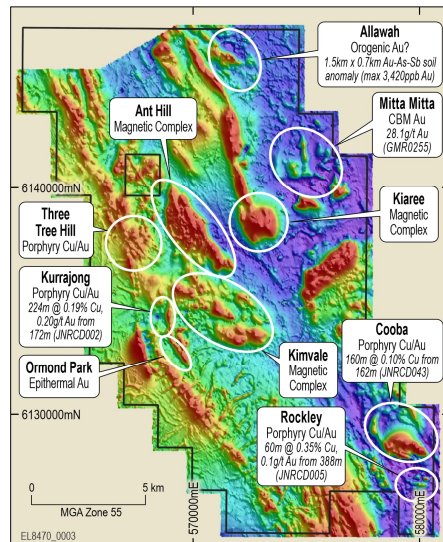 Allawah
Orogenic Au?
1.5km x 0.7km Au-As-Sb soil
anomaly (max 3,420ppb Au)
Ant Hill
Magnetic Complex
Mitta Mitta
CBM Au
28.1g/t Au
(GMR0255)
6140000mN
Three
Tree Hill
Porphyry Cu/Au
Kiaree
Magnetic
Complex
Kurrajong
Porphyry Cu/Au
224m @ 0.19% Cu,
0.20g/t Au from
172m (JNRCD002)
Cooba
Porphyry Cu/Au
160m @ 0.10% Cu from
162m (JNRCD043)
Ormond Park
Epithermal Au
Kimvale
Magnetic
Complex
6130000mN
Rockley
Porphyry Cu/Au
60m @ 0.35% Cu,
0.1g/t Au from 388m
(JNRCD005)
0
5 km
MGA Zone 55
570000mE
580000mE
EL8470_0003